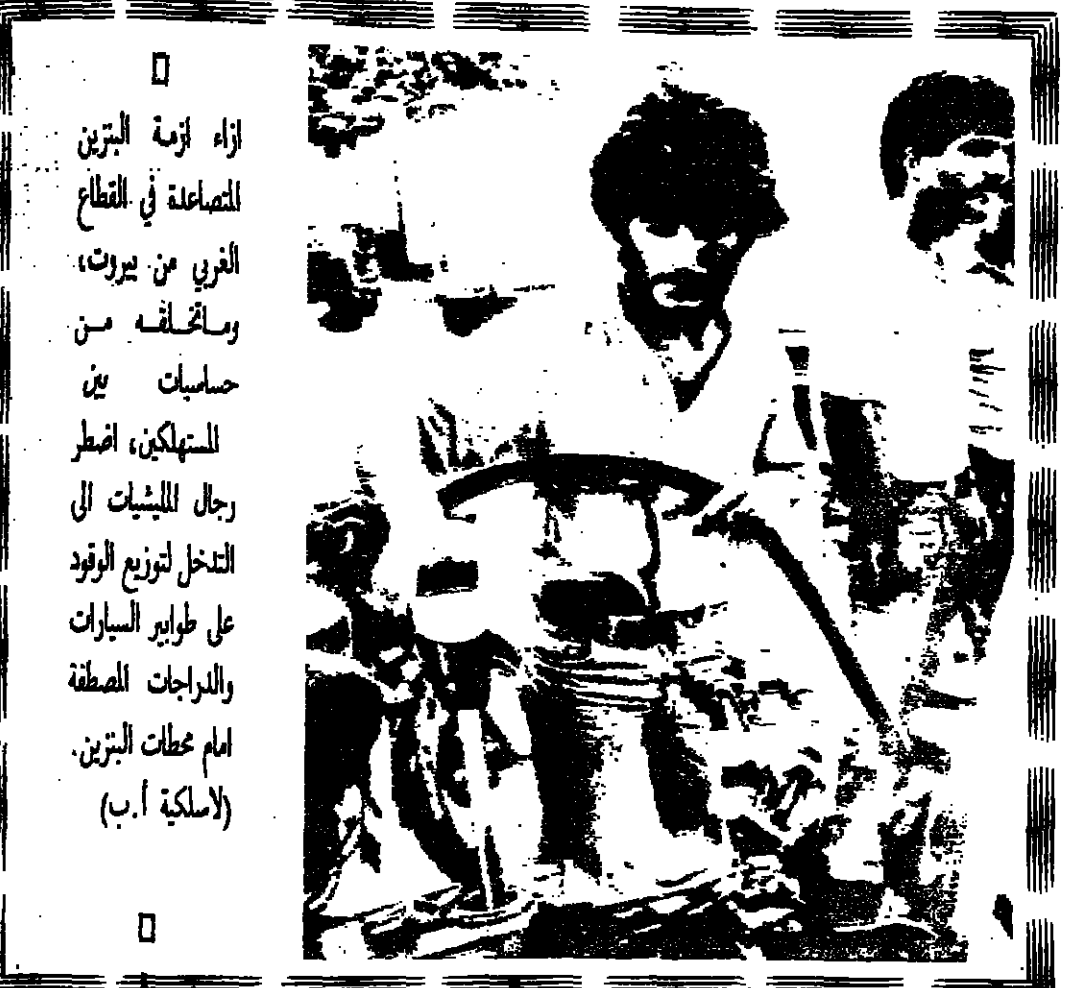 ازاء ازمة البنزين
المتصاعدة في القطاع
الغربي من بيروت،
وماتخلفه من
حساسيات بين
المستهلكين، اضطر
رجال المليشيات الى
التدخل لتوزيع الوقود
على طوابير السيارات
والدراجات المصطفة
امام محطات البنزين.
(لاسلكية أ.ب)